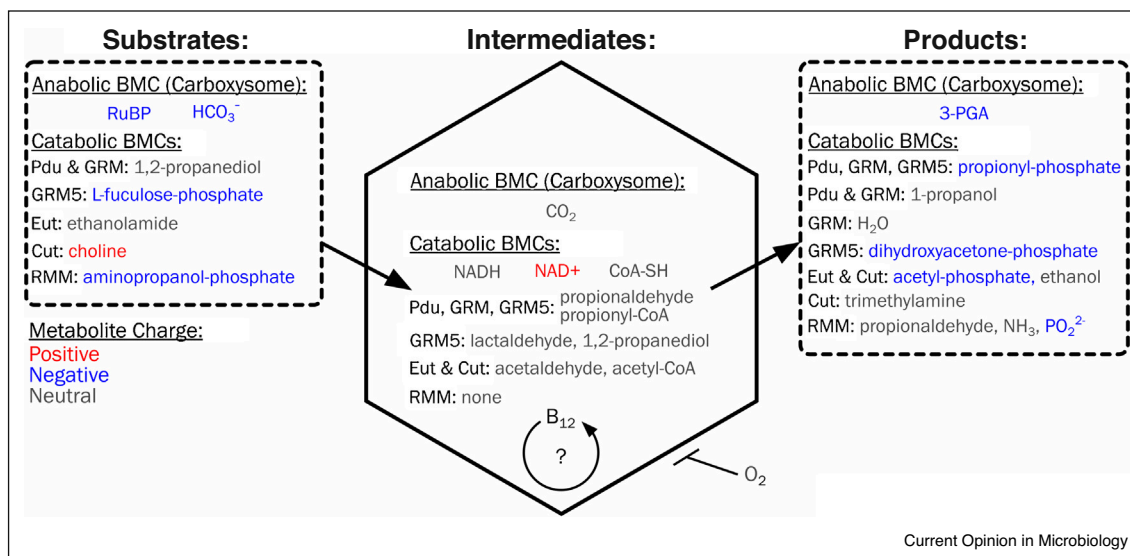 Substrates:
Intermediates:
Products:
Anabolic BMC (Carboxysome):
RuBP HCO₃⁻
Catabolic BMCs:
Pdu & GRM: 1,2-propanediol
GRM5: L-fuculose-phosphate
Eut: ethanolamide
Cut: choline
RMM: aminopropanol-phosphate
Metabolite Charge:
Positive
Negative
Neutral
Anabolic BMC (Carboxysome):
CO₂
Catabolic BMCs:
NADH NAD+ CoA-SH
Pdu, GRM, GRM5: propionaldehyde
propionyl-CoA
GRM5: lactaldehyde, 1,2-propanediol
Eut & Cut: acetaldehyde, acetyl-CoA
RMM: none
B₁₂
?
O₂
Anabolic BMC (Carboxysome):
3-PGA
Catabolic BMCs:
Pdu, GRM, GRM5: propionyl-phosphate
Pdu & GRM: 1-propanol
GRM: H₂O
GRM5: dihydroxyacetone-phosphate
Eut & Cut: acetyl-phosphate, ethanol
Cut: trimethylamine
RMM: propionaldehyde, NH₃, PO₂²⁻
Current Opinion in Microbiology